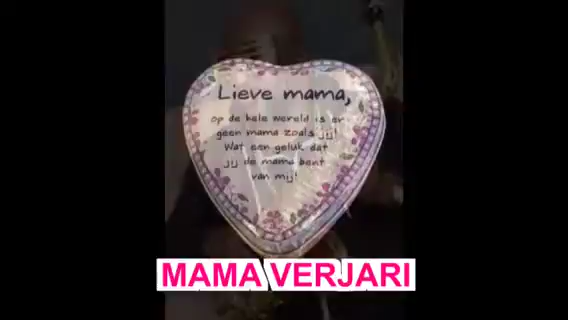 Lieve mama,
op de hele wereld is er
geen mama zoals jij!
Wat een geluk dat
jij de mama bent
van mij!
MAMA VERJARI